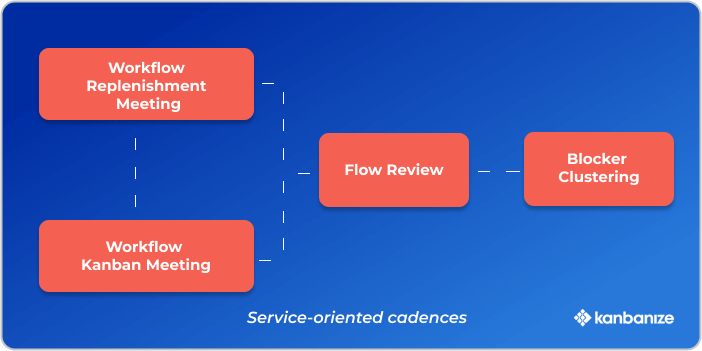 Workflow
Replenishment
Meeting
Workflow
Kanban Meeting
Flow Review
Blocker
Clustering
Service-oriented cadences
kanbanize